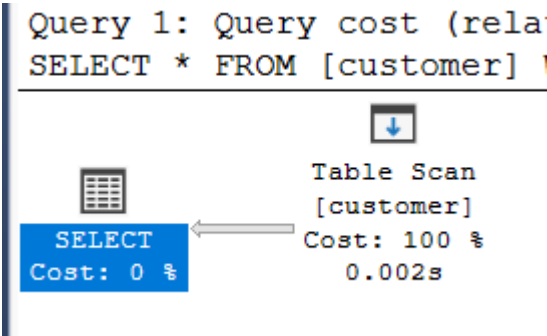 Query 1: Query cost (rela
SELECT * FROM [customer]
Table Scan
[customer]
Cost: 100 %
0.002s
SELECT
Cost: 0 %